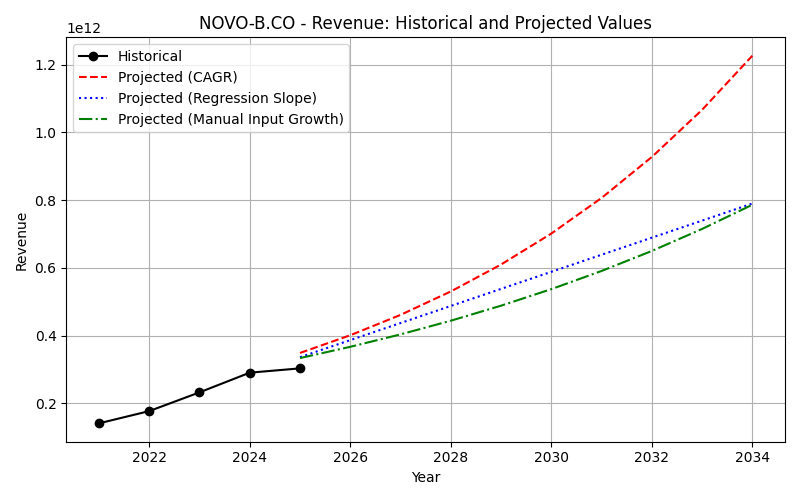 NOVO-B.CO - Revenue: Historical and Projected Values
1e12
Historical
Projected (CAGR)
Projected (Regression Slope)
Projected (Manual Input Growth)
1.2
1.0
0.8
0.6
0.4
0.2
Revenue
2022 2024 2026 2028 2030 2032 2034
Year